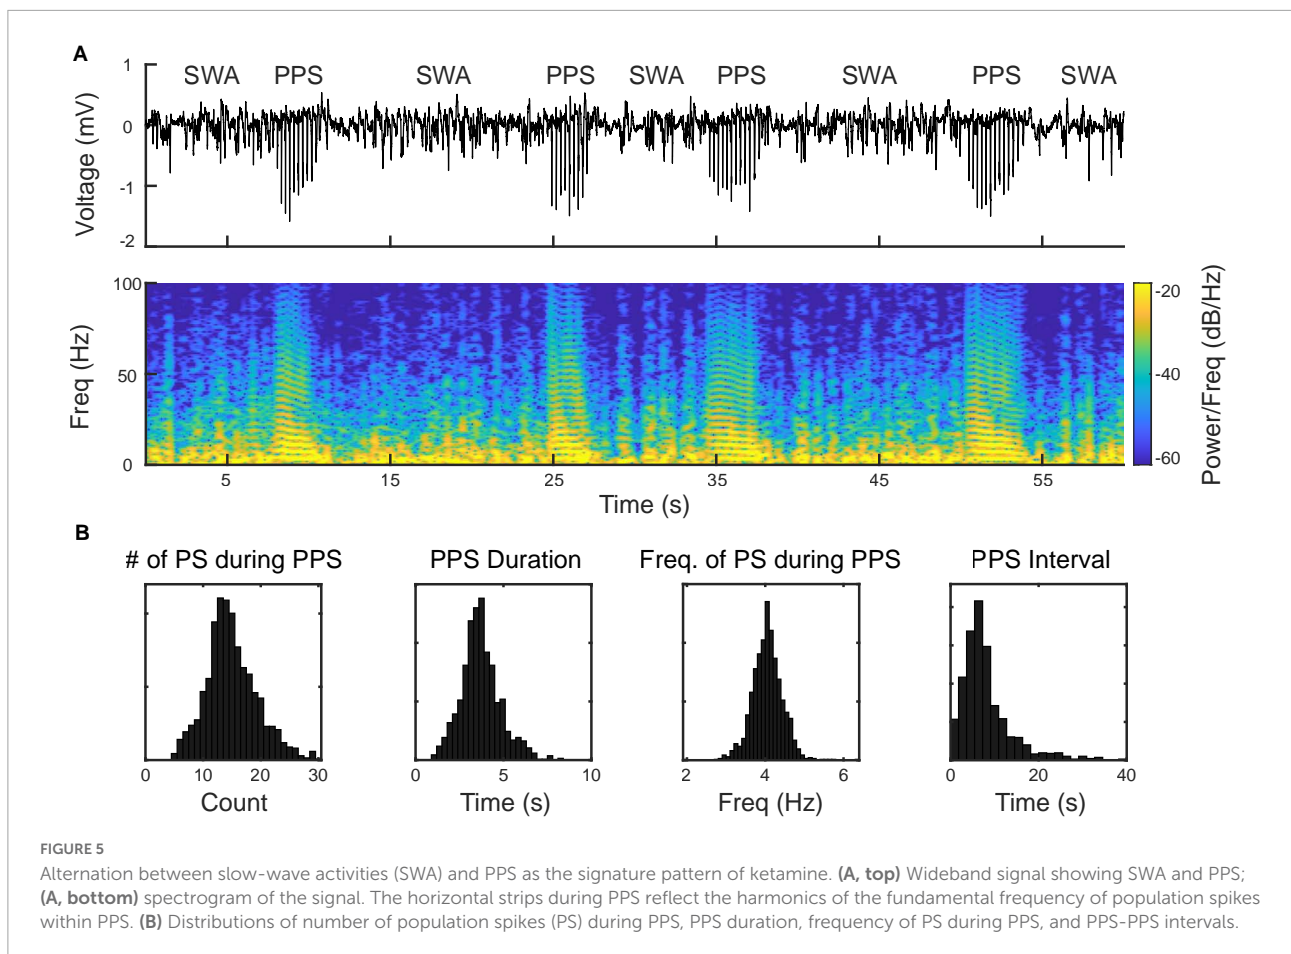 A
SWA PPS SWA PPS SWA PPS SWA PPS SWA
1
0
-1
-2
Voltage (mV)
100
50
0
Freq (Hz)
5 15 25 35 45 55
Time (s)
-20
-40
-60
Power/Freq (dB/Hz)
B
# of PS during PPS
0 10 20 30
Count
PPS Duration
0 5 10
Time (s)
Freq. of PS during PPS
2 4 6
Freq (Hz)
PPS Interval
0 20 40
Time (s)
FIGURE 5
Alternation between slow-wave activities (SWA) and PPS as the signature pattern of ketamine. (A, top) Wideband signal showing SWA and PPS;
(A, bottom) spectrogram of the signal. The horizontal strips during PPS reflect the harmonics of the fundamental frequency of population spikes
within PPS. (B) Distributions of number of population spikes (PS) during PPS, PPS duration, frequency of PS during PPS, and PPS-PPS intervals.